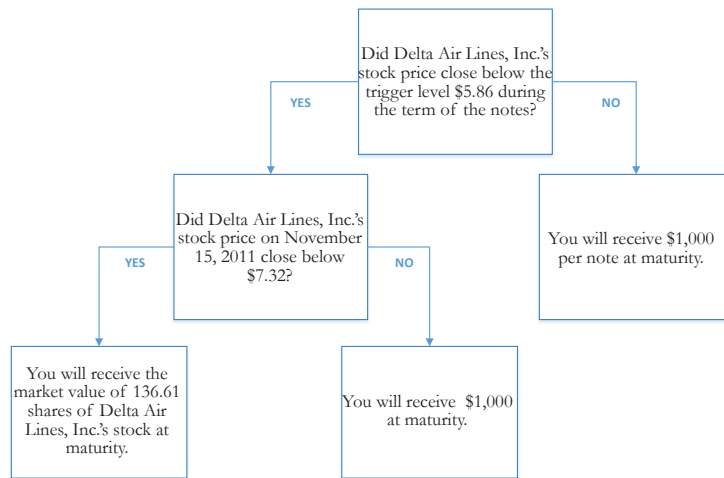 Did Delta Air Lines, Inc.'s
stock price close below the
trigger level $5.86 during
the term of the notes?
YES
NO
Did Delta Air Lines, Inc.'s
stock price on November
15, 2011 close below
$7.32?
You will receive $1,000
per note at maturity.
YES
NO
You will receive the
market value of 136.61
shares of Delta Air
Lines, Inc.'s stock at
maturity.
You will receive $1,000
at maturity.